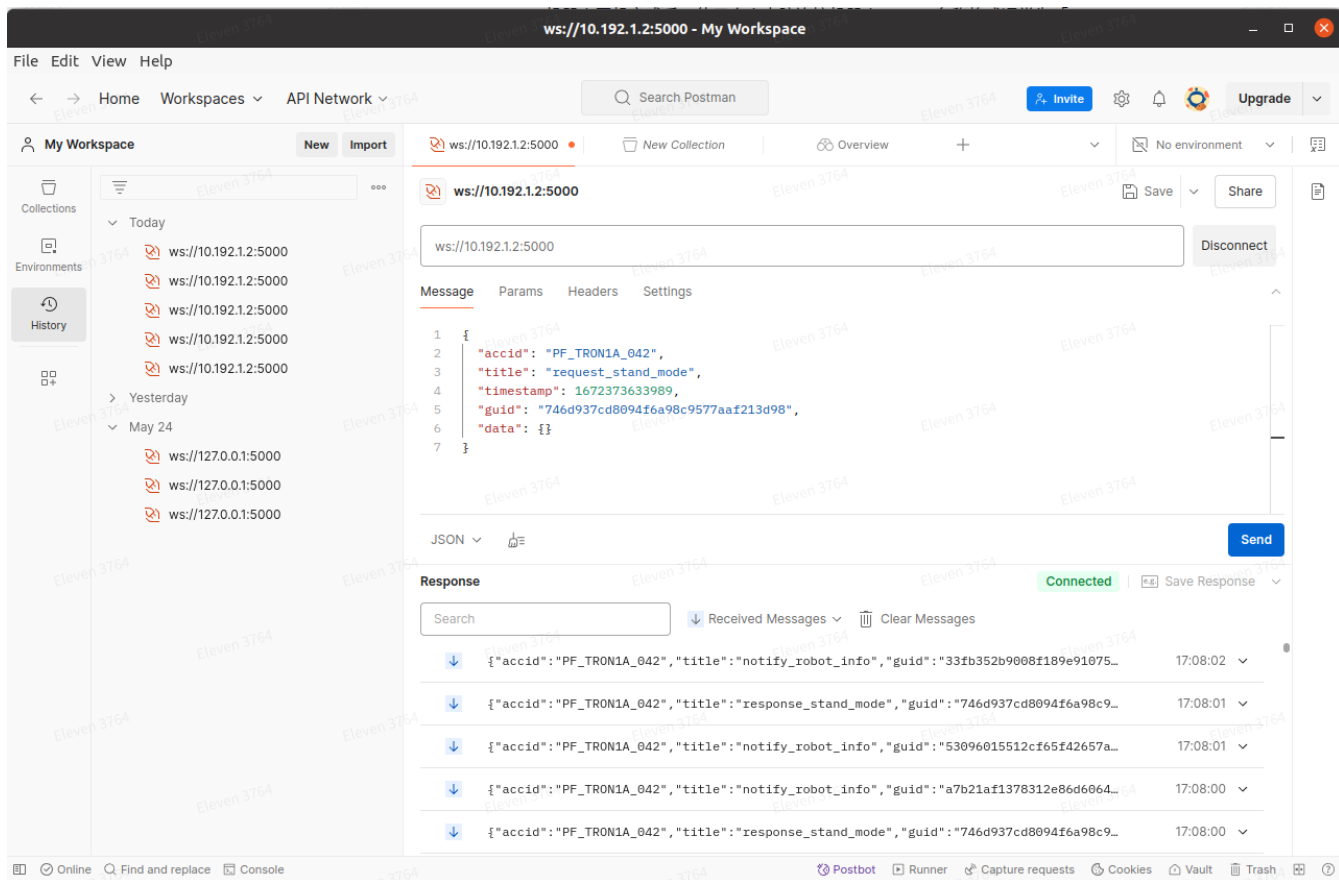 ws://10.192.1.2:5000 - My Workspace
File Edit View Help
Home Workspaces API Network
Search Postman
Invite
Upgrade
My Workspace
New
Import
ws://10.192.1.2:5000
New Collection
Overview
No environment
Collections
Environments
History
Today
ws://10.192.1.2:5000
ws://10.192.1.2:5000
ws://10.192.1.2:5000
ws://10.192.1.2:5000
ws://10.192.1.2:5000
Yesterday
May 24
ws://127.0.0.1:5000
ws://127.0.0.1:5000
ws://127.0.0.1:5000
ws://10.192.1.2:5000
Save
Share
ws://10.192.1.2:5000
Disconnect
Message Params Headers Settings
1 {
2 "accid": "PF_TRON1A_042",
3 "title": "request_stand_mode",
4 "timestamp": 1672373633989,
5 "guid": "746d937cd8094f6a98c9577aaf213d98",
6 "data": {}
7 }
JSON
Send
Response
Connected
Save Response
Search
Received Messages
Clear Messages
{"accid":"PF_TRON1A_042","title":"notify_robot_info","guid":"33fb352b9008f189e91075… 17:08:02
{"accid":"PF_TRON1A_042","title":"response_stand_mode","guid":"746d937cd8094f6a98c9… 17:08:01
{"accid":"PF_TRON1A_042","title":"notify_robot_info","guid":"53096015512cf65f42657a… 17:08:01
{"accid":"PF_TRON1A_042","title":"notify_robot_info","guid":"a7b21af1378312e86d6064… 17:08:00
{"accid":"PF_TRON1A_042","title":"response_stand_mode","guid":"746d937cd8094f6a98c9… 17:08:00
Online Find and replace Console
Postbot Runner Capture requests Cookies Vault Trash
Eleven 3764